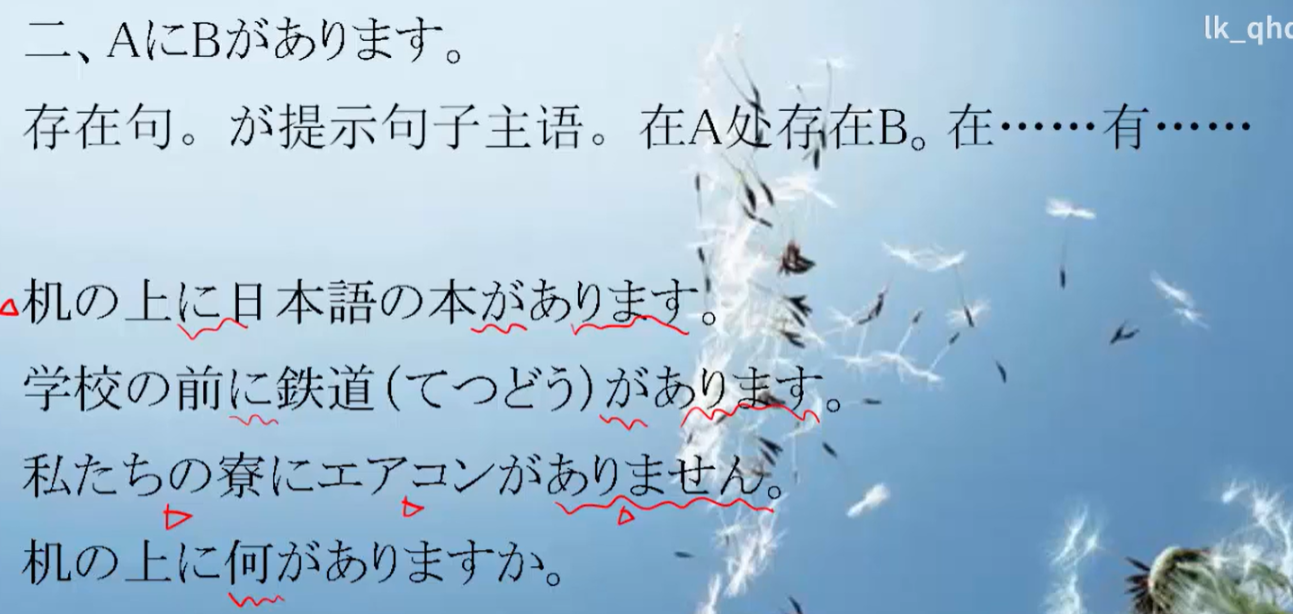 lk_qh
二、AにBがあります。
存在句。が提示句子主语。在A处存在B。在……有……
机の上に日本語の本があります。
学校の前に鉄道(てつどう)があります。
私たちの寮にエアコンがありません。
机の上に何がありますか。